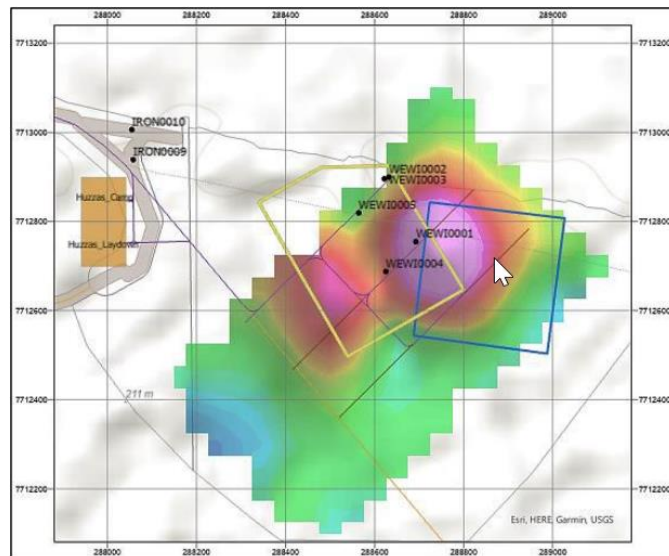 288000 288200 288400 288600 288800 289000
7713200 7713200
IRON0010
7713000 7713000
IRON0009
WEWI0002
WEWI0003
Huzzas_Camp
WEWI0005
7712800 7712800
WEWI0001
Huzzas_Laydown
WEWI0004
7712600 7712600
211 m
7712400 7712400
7712200 7712200
Esri, HERE, Garmin, USGS
288000 288200 288400 288600 288800 289000